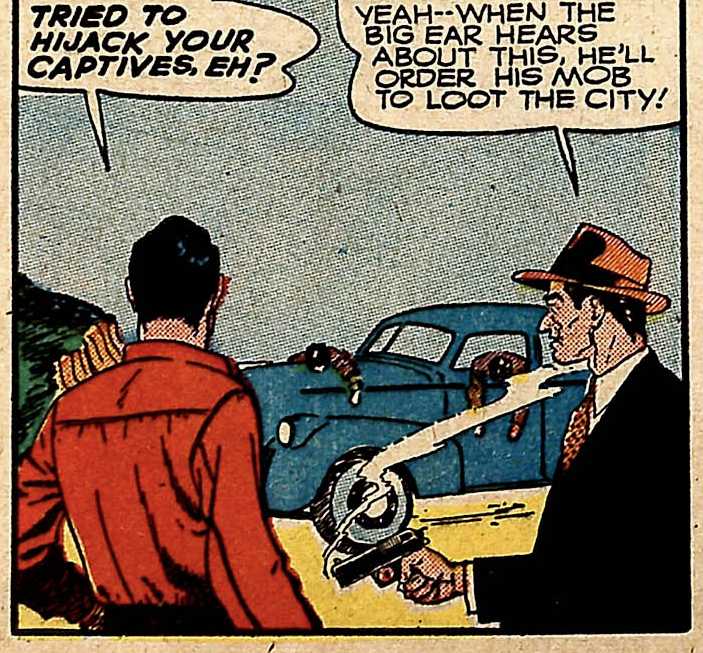 TRIED TO
HIJACK YOUR
CAPTIVES, EH?
YEAH--WHEN THE
BIG EAR HEARS
ABOUT THIS, HE'LL
ORDER HIS MOB
TO LOOT THE CITY!